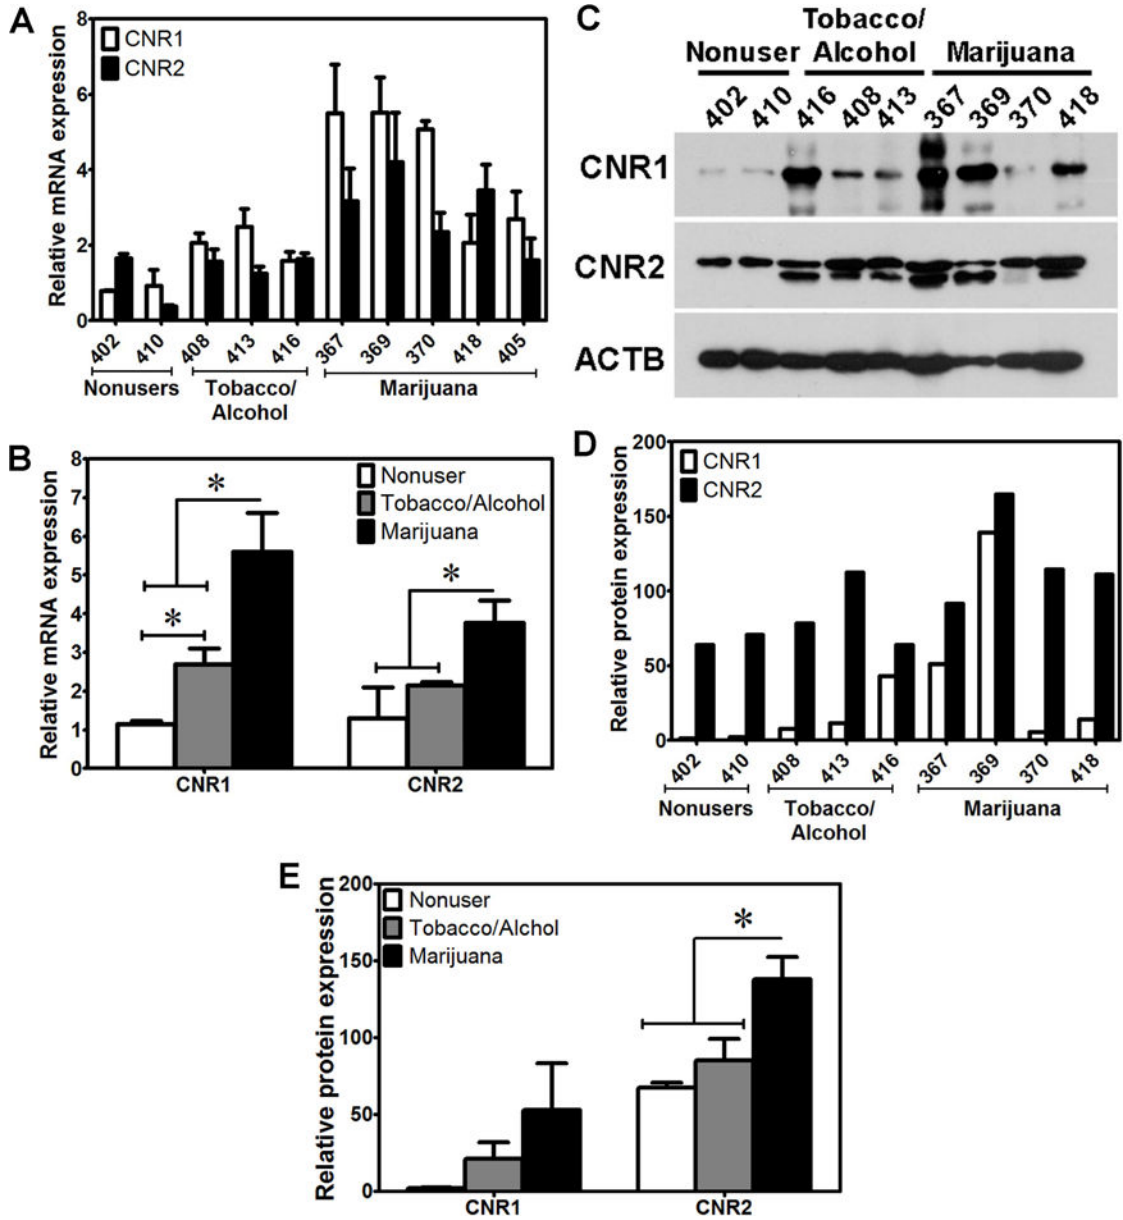 A
Relative mRNA expression
8
6
4
2
0
CNR1
CNR2
402 410 408 413 416 367 369 370 418 405
Nonusers Tobacco/ Marijuana
Alcohol
B
Relative mRNA expression
8
7
6
5
4
3
2
1
0
Nonuser
Tobacco/Alcohol
Marijuana
* * *
CNR1 CNR2
C
Tobacco/
Nonuser Alcohol Marijuana
402 410 416 408 413 367 369 370 418
CNR1
CNR2
ACTB
D
Relative protein expression
200
150
100
50
0
CNR1
CNR2
402 410 408 413 416 367 369 370 418
Nonusers Tobacco/ Marijuana
Alcohol
E
Relative protein expression
200
150
100
50
0
Nonuser
Tobacco/Alchol
Marijuana
*
CNR1 CNR2